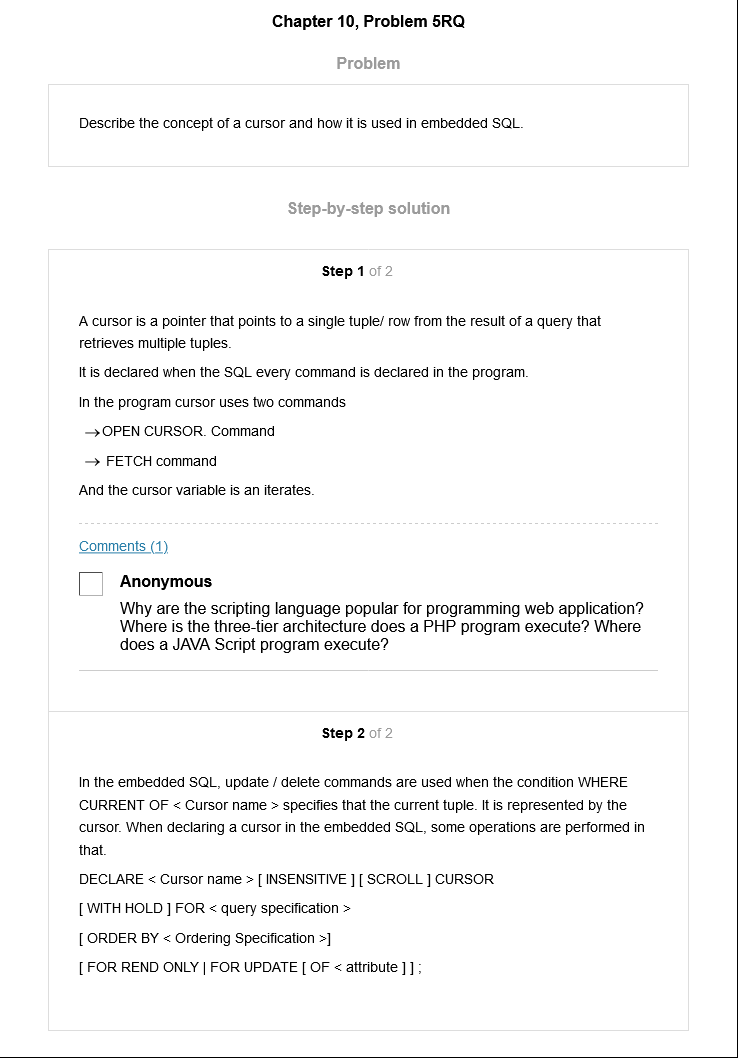 Chapter 10, Problem 5RQ
Problem
Describe the concept of a cursor and how it is used in embedded SQL.
Step-by-step solution
Step 1 of 2
A cursor is a pointer that points to a single tuple/ row from the result of a query that
retrieves multiple tuples.
It is declared when the SQL every command is declared in the program.
In the program cursor uses two commands
→OPEN CURSOR. Command
→ FETCH command
And the cursor variable is an iterates.
Comments (1)
Anonymous
Why are the scripting language popular for programming web application?
Where is the three-tier architecture does a PHP program execute? Where
does a JAVA Script program execute?
Step 2 of 2
In the embedded SQL, update / delete commands are used when the condition WHERE
CURRENT OF < Cursor name > specifies that the current tuple. It is represented by the
cursor. When declaring a cursor in the embedded SQL, some operations are performed in
that.
DECLARE < Cursor name > [ INSENSITIVE ] [ SCROLL ] CURSOR
[ WITH HOLD ] FOR < query specification >
[ ORDER BY < Ordering Specification >]
[ FOR REND ONLY | FOR UPDATE [ OF < attribute ] ] ;